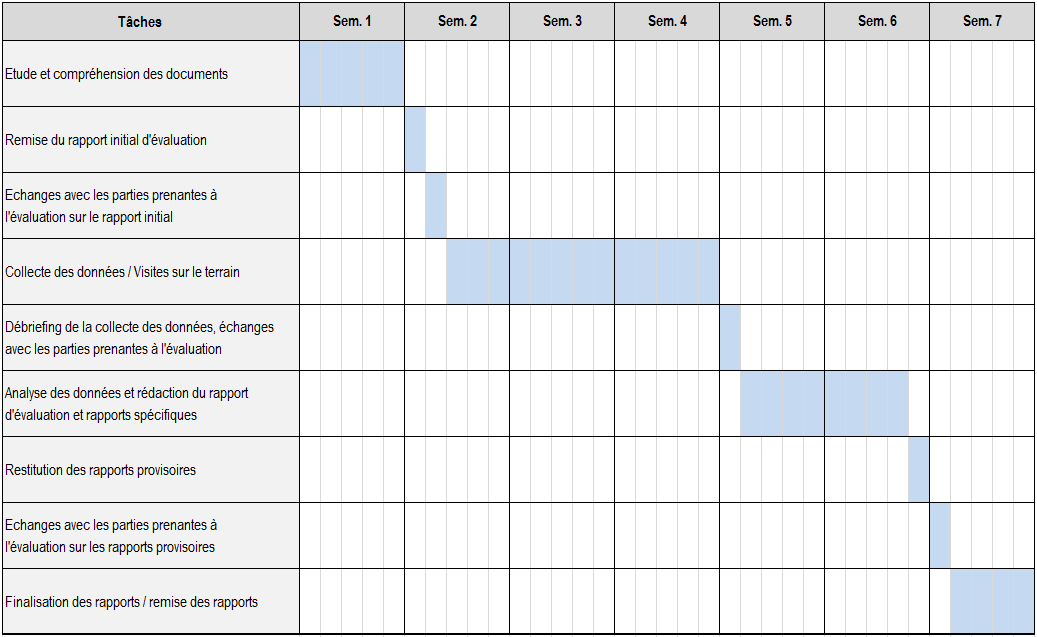 Tâches Sem. 1 Sem. 2 Sem. 3 Sem. 4 Sem. 5 Sem. 6 Sem. 7
Etude et compréhension des documents
Remise du rapport initial d'évaluation
Echanges avec les parties prenantes à
l'évaluation sur le rapport initial
Collecte des données / Visites sur le terrain
Débriefing de la collecte des données, échanges
avec les parties prenantes à l'évaluation
Analyse des données et rédaction du rapport
d'évaluation et rapports spécifiques
Restitution des rapports provisoires
Echanges avec les parties prenantes à
l'évaluation sur les rapports provisoires
Finalisation des rapports / remise des rapports